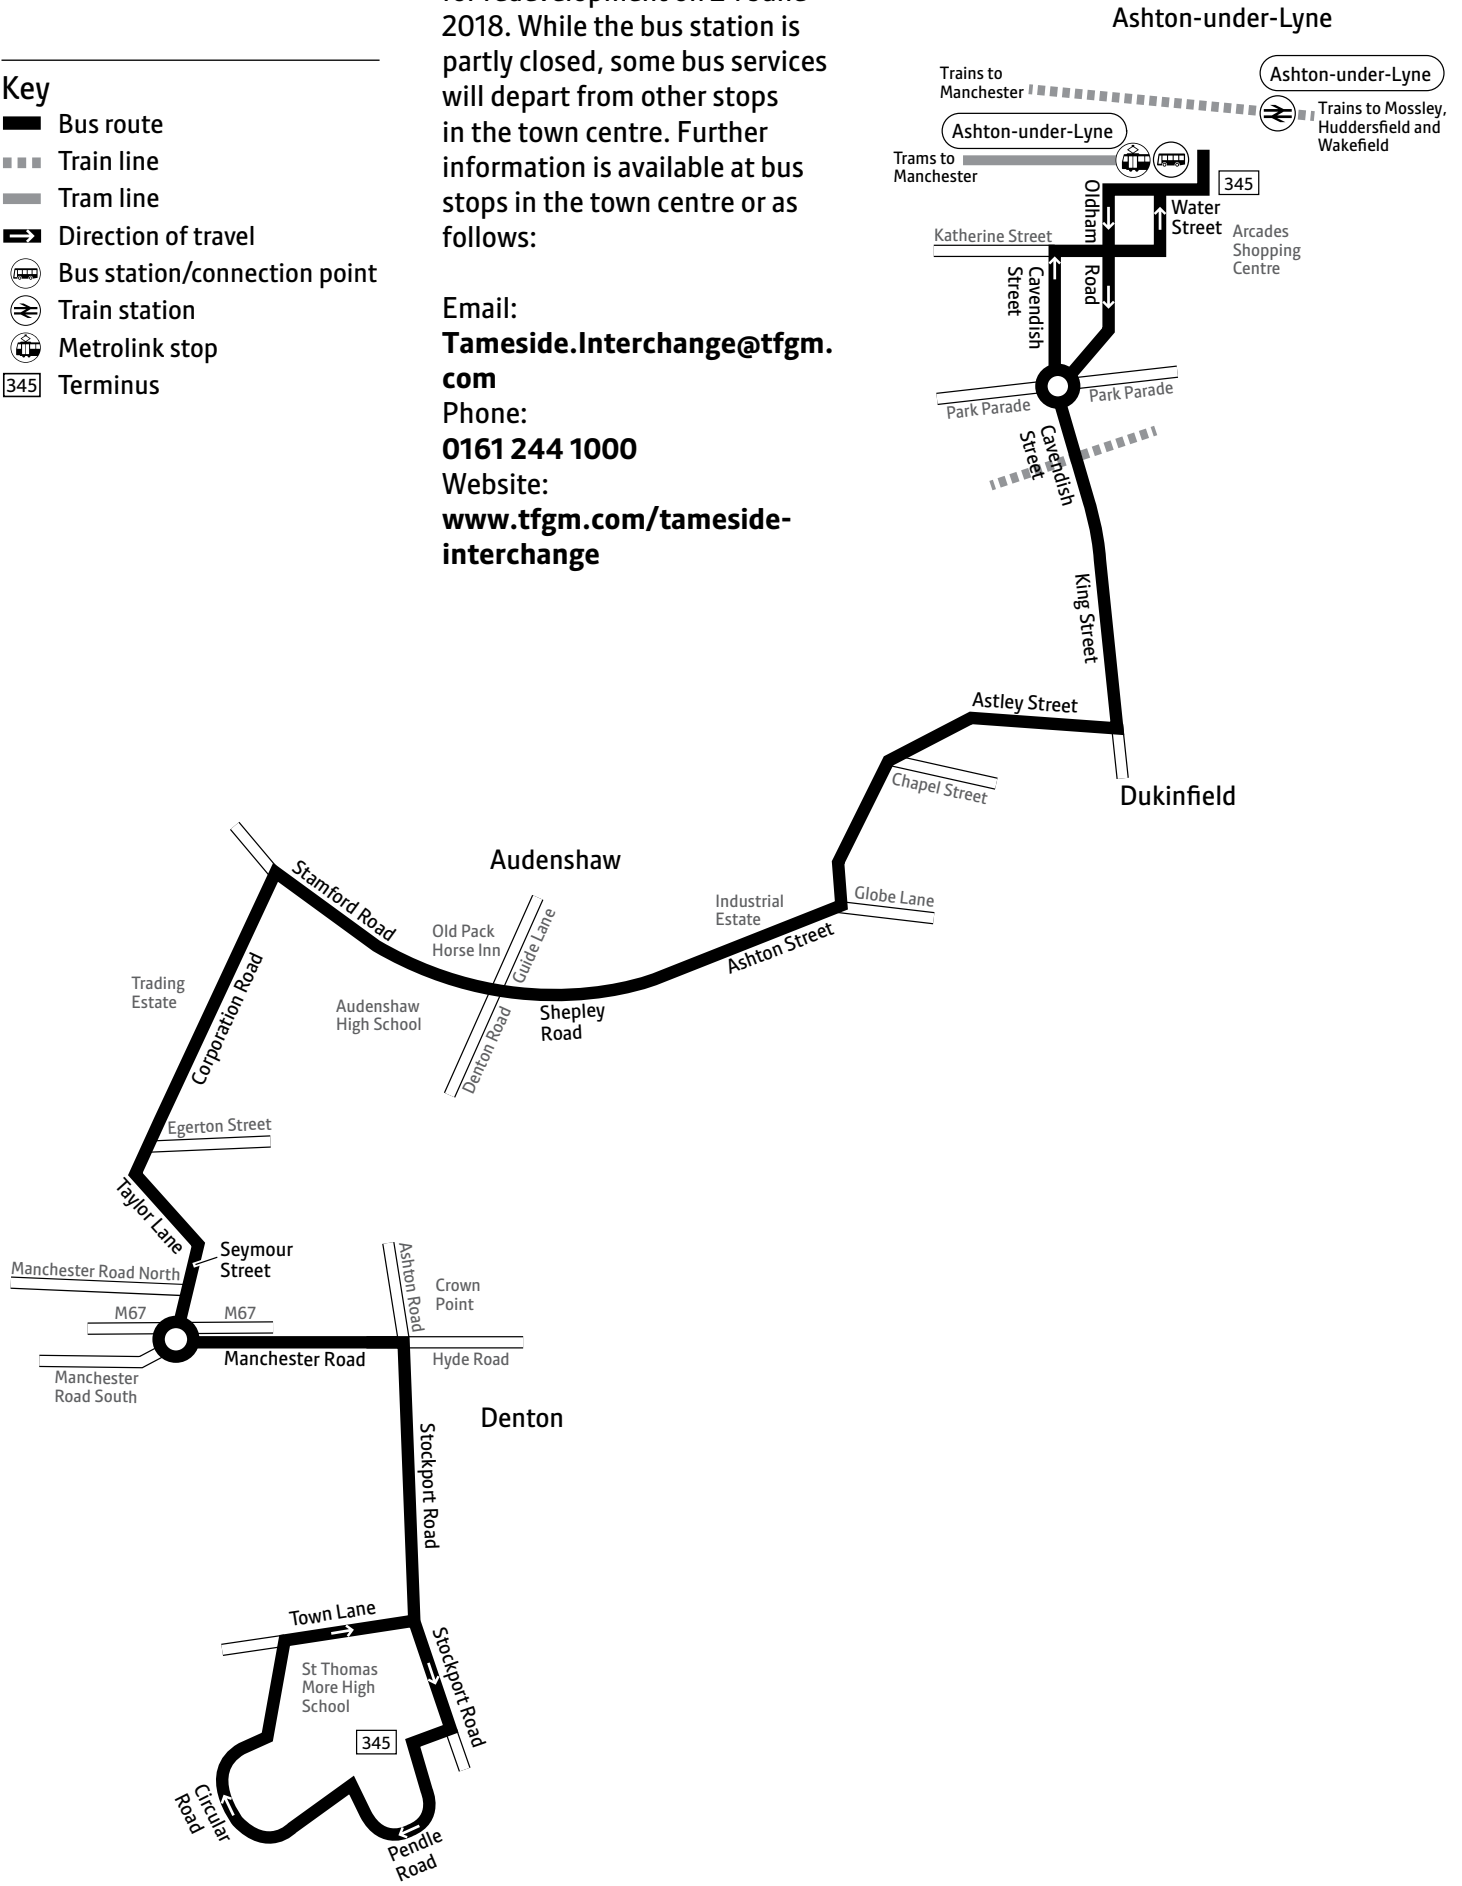 2018. While the bus station is
partly closed, some bus services
will depart from other stops
in the town centre. Further
information is available at bus
stops in the town centre or as
follows:
Email:
Tameside.Interchange@tfgm.
com
Phone:
0161 244 1000
Website:
www.tfgm.com/tameside-
interchange
Key
Bus route
Train line
Tram line
Direction of travel
Bus station/connection point
Train station
Metrolink stop
345 Terminus
Ashton-under-Lyne
Trains to
Manchester
Ashton-under-Lyne
Trains to Mossley,
Huddersfield and
Wakefield
Ashton-under-Lyne
Trams to
Manchester
345
Oldham
Road
Water
Street
Arcades
Shopping
Centre
Katherine Street
Cavendish
Street
Park Parade
Park Parade
Cavendish
Street
King Street
Astley Street
Chapel Street
Dukinfield
Audenshaw
Stamford Road
Old Pack
Horse Inn
Guide Lane
Industrial
Estate
Globe Lane
Ashton Street
Trading
Estate
Corporation Road
Audenshaw
High School
Denton Road
Shepley
Road
Egerton Street
Taylor Lane
Seymour
Street
Manchester Road North
M67
M67
Ashton Road
Crown
Point
Manchester Road
Hyde Road
Manchester
Road South
Denton
Stockport Road
Town Lane
Stockport Road
St Thomas
More High
School
345
Circular
Road
Pendle
Road